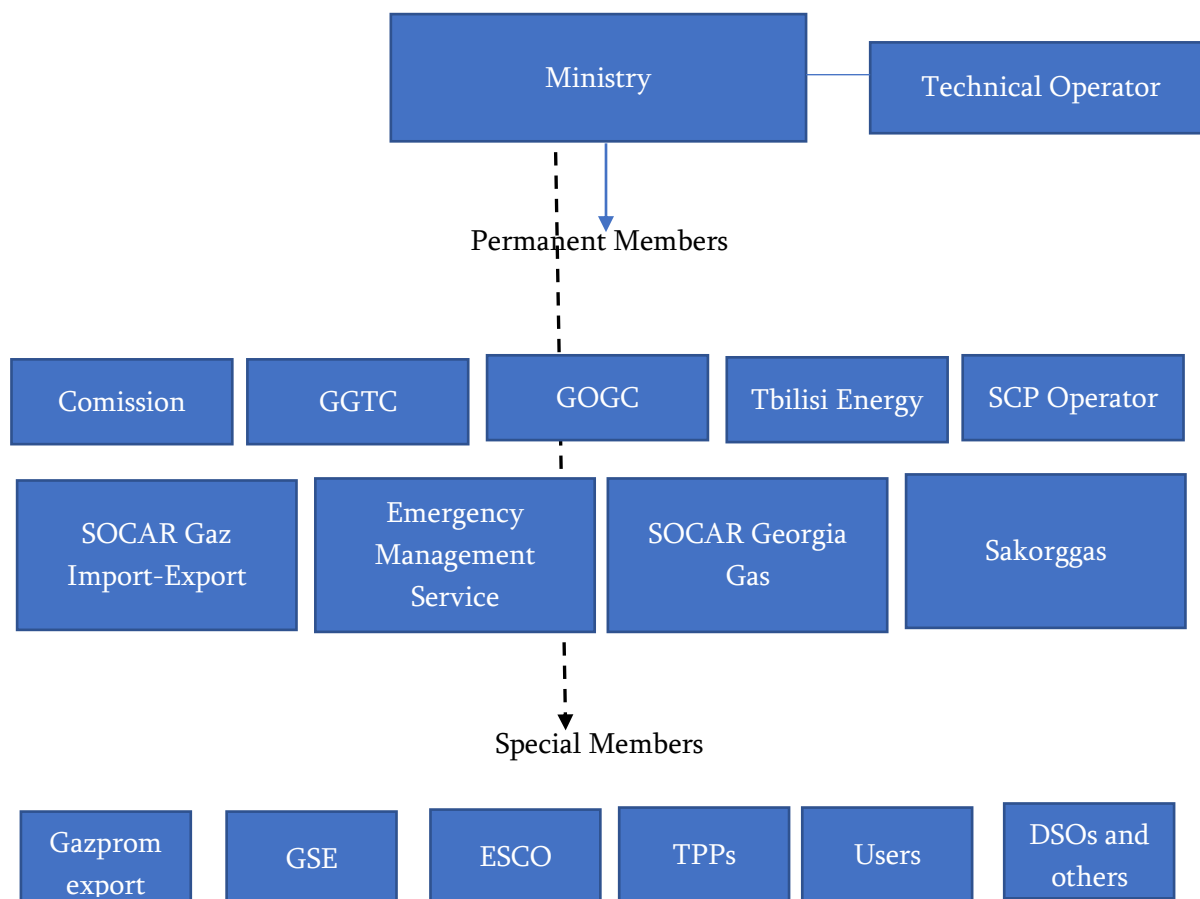 Ministry
Technical Operator
Permanent Members
Comission
GGTC
GOGC
Tbilisi Energy
SCP Operator
SOCAR Gaz
Import-Export
Emergency
Management
Service
SOCAR Georgia
Gas
Sakorggas
Special Members
Gazprom
export
GSE
ESCO
TPPs
Users
DSOs and
others